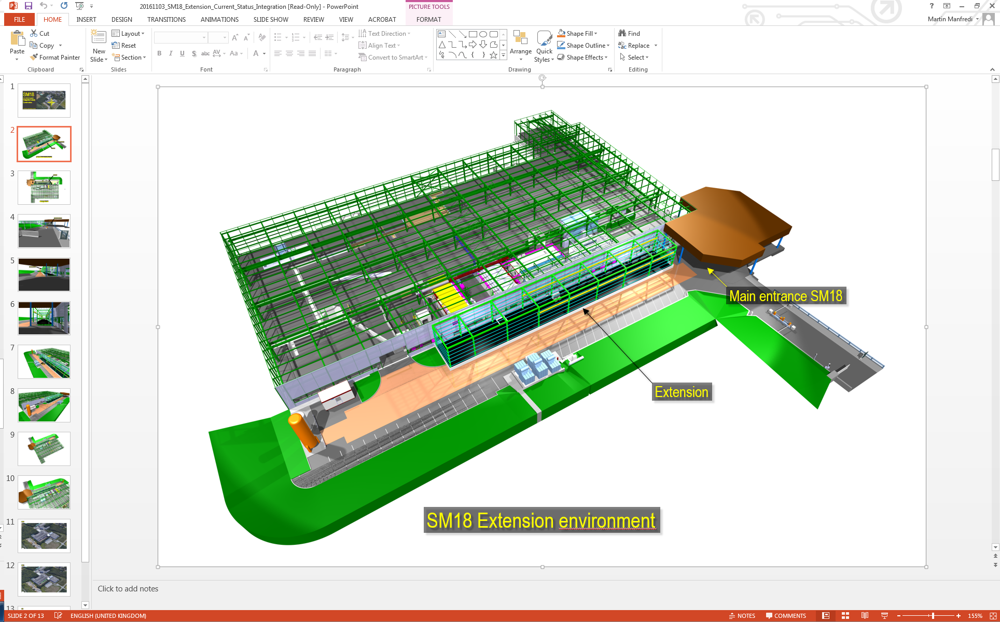 20161103_SM18_Extension_Current_Status_Integration [Read-Only] - PowerPoint
PICTURE TOOLS
FILE
HOME
INSERT
DESIGN
TRANSITIONS
ANIMATIONS
SLIDE SHOW
REVIEW
VIEW
ACROBAT
FORMAT
Martin Manfredi
Paste
Cut
Copy
Format Painter
Clipboard
New
Slide
Layout
Reset
Section
Slides
Font
Text Direction
Align Text
Convert to SmartArt
Paragraph
Arrange
Quick
Styles
Shape Fill
Shape Outline
Shape Effects
Drawing
Find
Replace
Select
Editing
1
SM18
2
3
4
5
6
7
8
9
10
11
12
13
Main entrance SM18
Extension
SM18 Extension environment
Click to add notes
SLIDE 2 OF 13
ENGLISH (UNITED KINGDOM)
NOTES
COMMENTS
155%